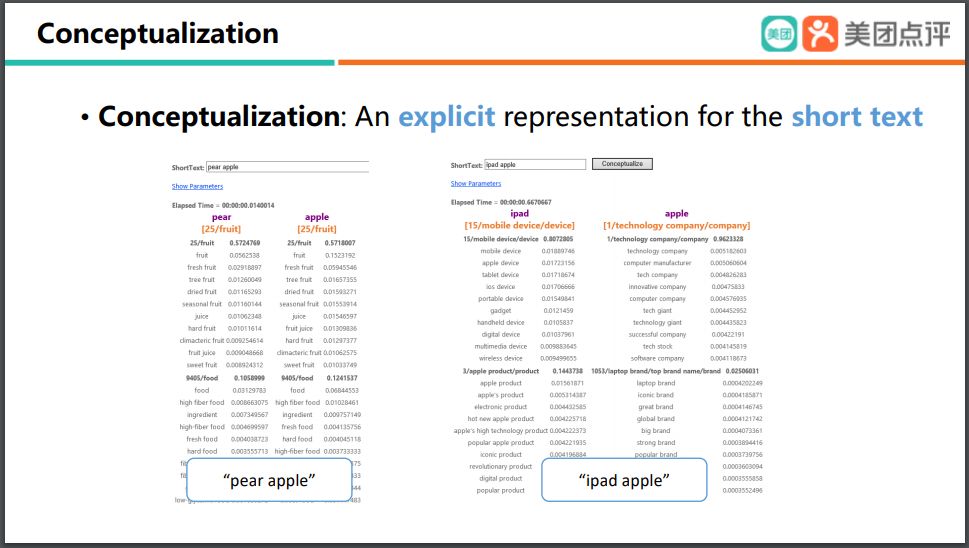 Conceptualization
美团
美团点评
• Conceptualization: An explicit representation for the short text
ShortText: pear apple
Show Parameters
Elapsed Time = 00:00:00.0140014
pear apple
[25/fruit] [25/fruit]
25/fruit 0.5724769 25/fruit 0.5718007
fruit 0.0562538 fruit 0.1523192
fresh fruit 0.02918897 fresh fruit 0.05945546
tree fruit 0.01260049 tree fruit 0.01657355
dried fruit 0.01165293 dried fruit 0.01593271
seasonal fruit 0.01160144 seasonal fruit 0.01553914
juice 0.01062348 juice 0.01546597
hard fruit 0.01011614 fruit juice 0.01309836
climacteric fruit 0.009254614 hard fruit 0.01297377
fruit juice 0.009048668 climacteric fruit 0.01062575
sweet fruit 0.008924312 sweet fruit 0.01033749
9405/food 0.1058999 9405/food 0.1241537
food 0.03129783 food 0.06844553
high fiber food 0.008663075 high fiber food 0.01028461
ingredient 0.007349567 ingredient 0.009757149
high-fiber food 0.004699597 fresh food 0.004135756
fresh food 0.004038723 hard food 0.004045118
hard food 0.003555713 high-fiber food 0.003733333
“pear apple”
ShortText: ipad apple Conceptualize
Show Parameters
Elapsed Time = 00:00:00.6670667
ipad apple
[15/mobile device/device] [1/technology company/company]
15/mobile device/device 0.8072805 1/technology company/company 0.9623328
mobile device 0.01889746 technology company 0.005182603
apple device 0.01723156 computer manufacturer 0.005060604
tablet device 0.01718674 tech company 0.004826283
ios device 0.01706666 innovative company 0.00475833
portable device 0.01549841 computer company 0.004576935
gadget 0.0121459 tech giant 0.004452952
handheld device 0.0105837 technology giant 0.004435823
digital device 0.01037961 successful company 0.00422191
multimedia device 0.009883645 tech stock 0.004145819
wireless device 0.009499655 software company 0.004118673
3/apple product/product 0.1443738 1053/laptop brand/top brand name/brand 0.02506031
apple product 0.01561871 laptop brand 0.0004202249
apple's product 0.005314387 iconic brand 0.0004185871
electronic product 0.004432585 great brand 0.0004146745
hot new apple product 0.004225718 global brand 0.0004121742
apple's high technology product 0.004222373 big brand 0.0004073361
popular apple product 0.004221935 strong brand 0.0003894416
iconic product 0.004196884 popular brand 0.0003739756
revolutionary product 0.0003603094
digital product 0.0003555858
popular product 0.0003552496
“ipad apple”